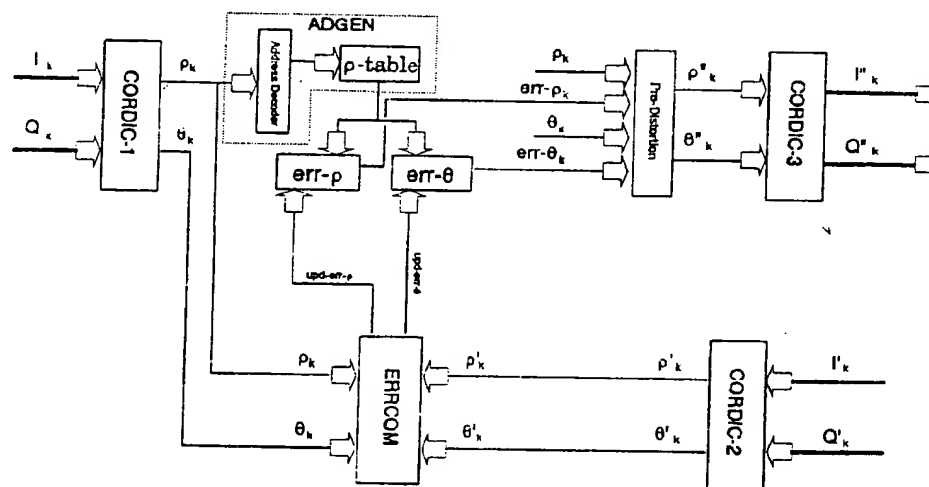 ADGEN
I k
Q k
CORDIC-1
ρk
θk
Address Decoder
ρ-table
ρk
err-ρk
θk
err-θk
Pro-Distortion
ρ"k
θ"k
CORDIC-3
I"k
Q"k
err-ρ
err-θ
upd-err-ρ
upd-err-θ
ρk
θk
ERRCOM
ρ'k
θ'k
ρ'k
θ'k
CORDIC-2
I'k
Q'k